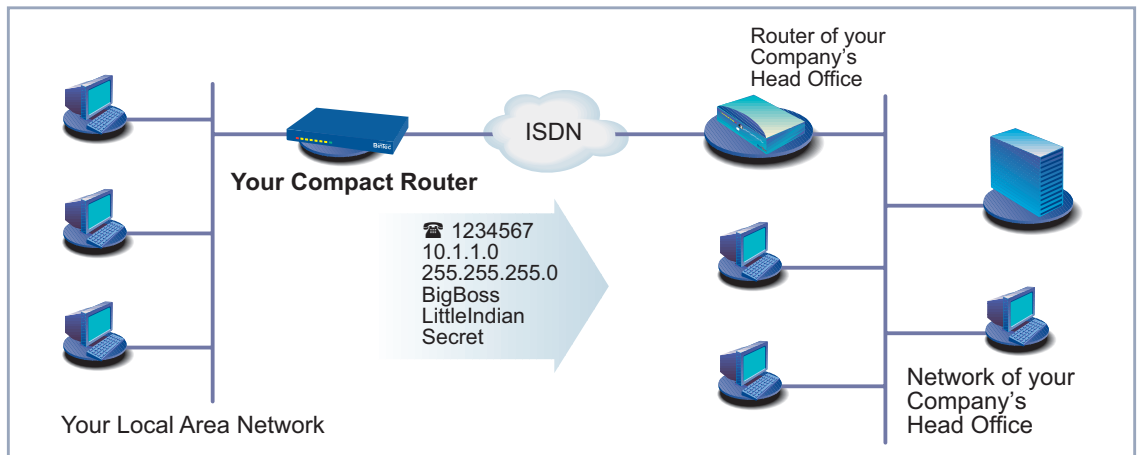 Router of your
Company's
Head Office
BinTec
ISDN
Your Compact Router
☎ 1234567
10.1.1.0
255.255.255.0
BigBoss
LittleIndian
Secret
Your Local Area Network
Network of your
Company's
Head Office